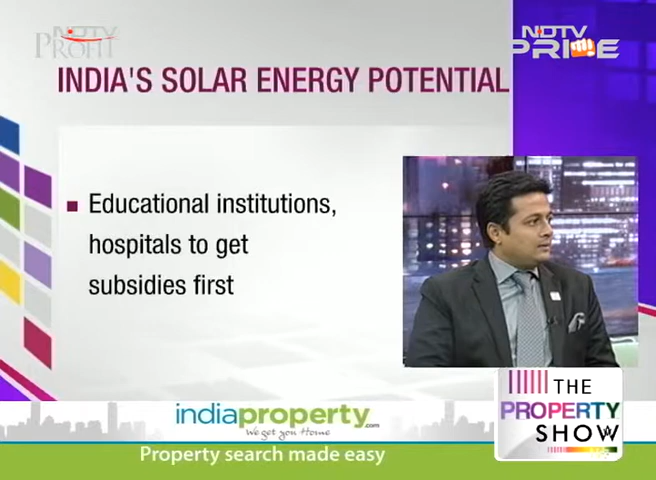 NDTV
PROFIT
NDTV
PRIME
INDIA'S SOLAR ENERGY POTENTIAL
Educational institutions,
hospitals to get
subsidies first
THE
PROPERTY
SHOW
indiaproperty.com
We get you Home
Property search made easy